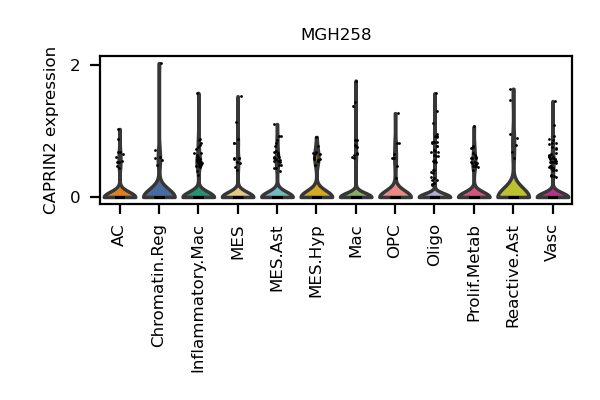 MGH258
CAPRIN2 expression
2
0
AC
Chromatin.Reg
Inflammatory.Mac
MES
MES.Ast
MES.Hyp
Mac
OPC
Oligo
Prolif.Metab
Reactive.Ast
Vasc